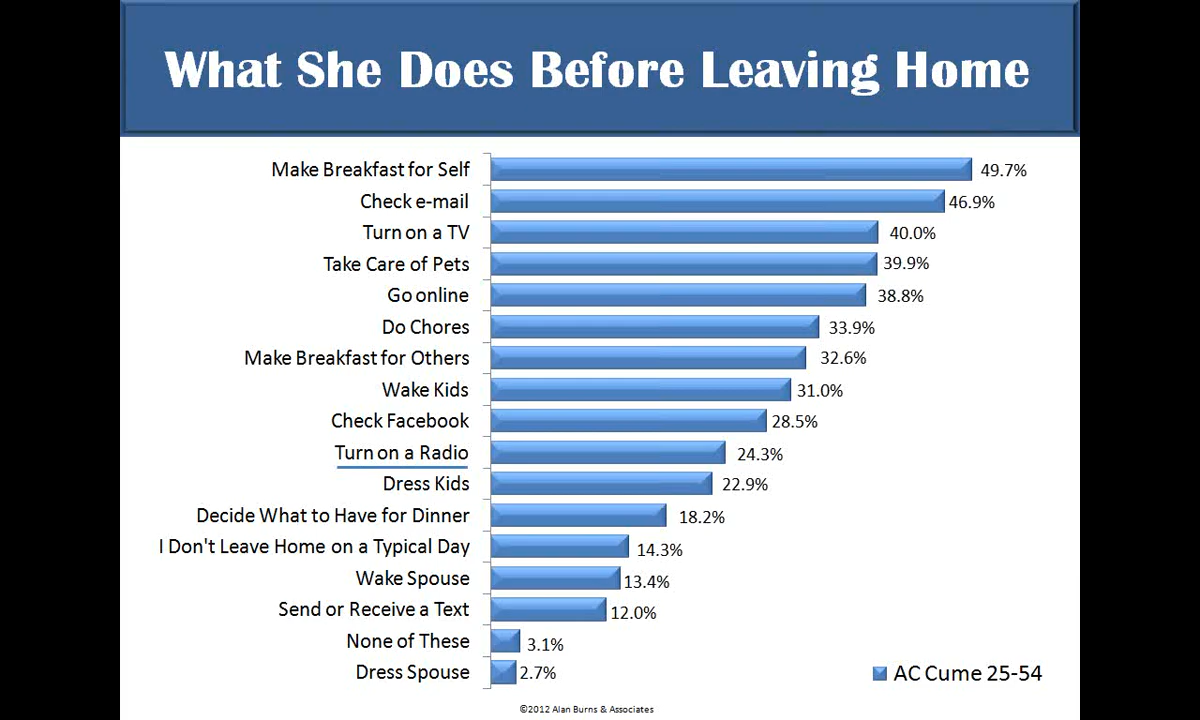 What She Does Before Leaving Home
Make Breakfast for Self 49.7%
Check e-mail 46.9%
Turn on a TV 40.0%
Take Care of Pets 39.9%
Go online 38.8%
Do Chores 33.9%
Make Breakfast for Others 32.6%
Wake Kids 31.0%
Check Facebook 28.5%
Turn on a Radio 24.3%
Dress Kids 22.9%
Decide What to Have for Dinner 18.2%
I Don't Leave Home on a Typical Day 14.3%
Wake Spouse 13.4%
Send or Receive a Text 12.0%
None of These 3.1%
Dress Spouse 2.7%
AC Cume 25-54
©2012 Alan Burns & Associates